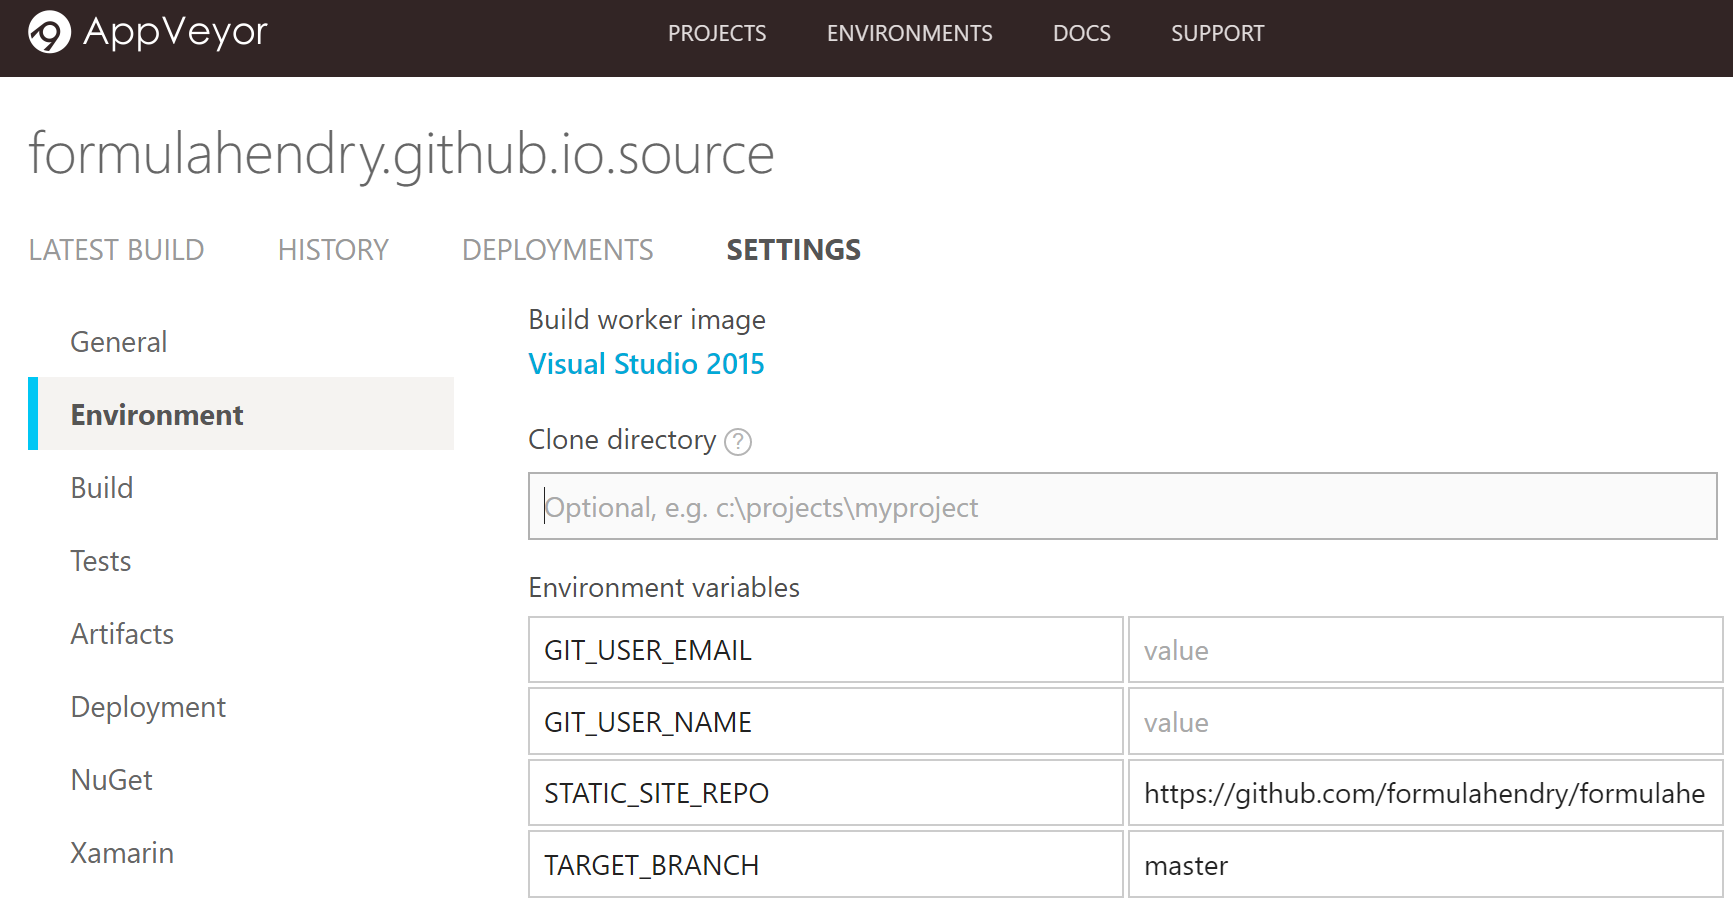 AppVeyor PROJECTS ENVIRONMENTS DOCS SUPPORT
formulahendry.github.io.source
LATEST BUILD HISTORY DEPLOYMENTS SETTINGS
General
Environment
Build
Tests
Artifacts
Deployment
NuGet
Xamarin
Build worker image
Visual Studio 2015
Clone directory ?
Optional, e.g. c:\projects\myproject
Environment variables
GIT_USER_EMAIL value
GIT_USER_NAME value
STATIC_SITE_REPO https://github.com/formulahendry/formulahe
TARGET_BRANCH master